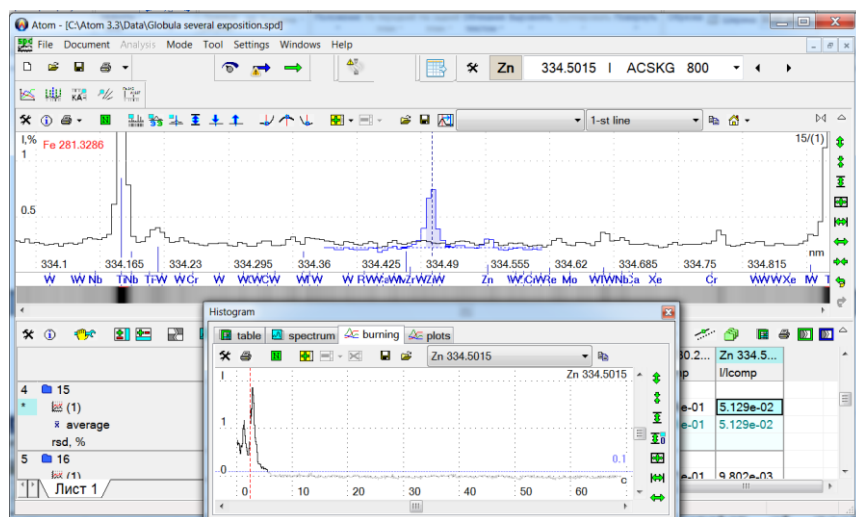 Atom - [C:\Atom 3.3\Data\Globula several exposition.spd]
File Document Analysis Mode Tool Settings Windows Help
Zn 334.5015 I ACSKG 800
1-st line
I,% Fe 281.3286 15/(1)
1
0.5
nm
334.1 334.165 334.23 334.295 334.36 334.425 334.49 334.555 334.62 334.685 334.75 334.815
Histogram
table spectrum burning plots
Zn 334.5015
I Zn 334.5015
1
0.1
0 c
0 10 20 30 40 50 60
Zn 334.5...
I/Icomp
4 15
* (1) e-01 5.129e-02
average e-01 5.129e-02
rsd, %
5 16
(1) e-01 9.802e-03
Лист 1